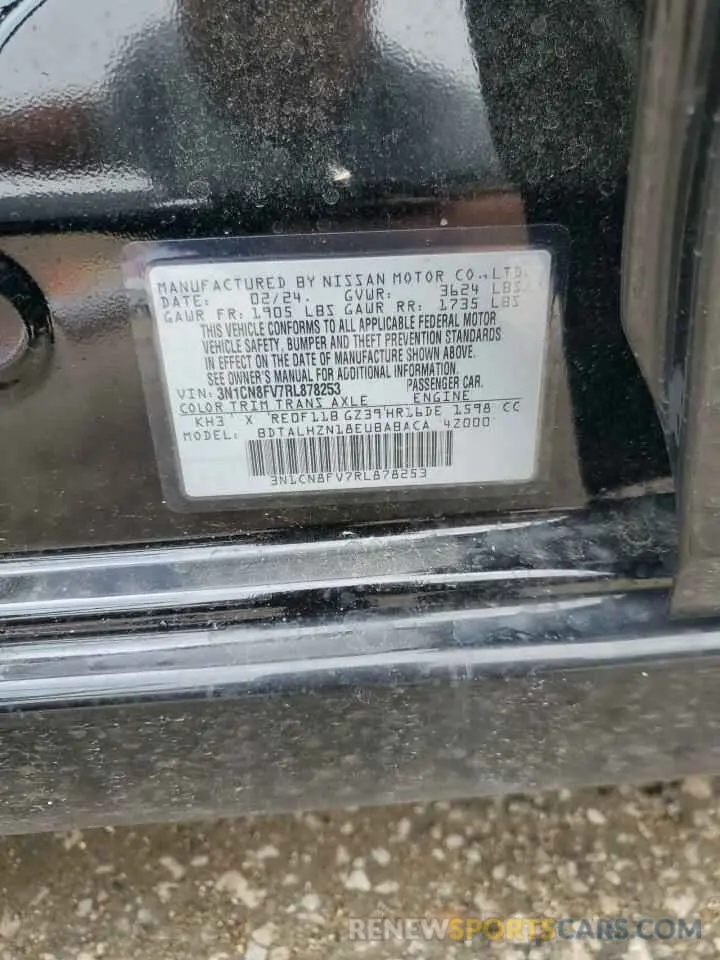 MANUFACTURED BY NISSAN MOTOR CO., LTD.
DATE: 02/24. GVWR: 3624 LBS.
GAWR FR: 1905 LBS GAWR RR: 1735 LBS
THIS VEHICLE CONFORMS TO ALL APPLICABLE FEDERAL MOTOR
VEHICLE SAFETY, BUMPER AND THEFT PREVENTION STANDARDS
IN EFFECT ON THE DATE OF MANUFACTURE SHOWN ABOVE.
SEE OWNER'S MANUAL FOR ADDITIONAL INFORMATION.
VIN: 3N1CN8FV7RL878253 PASSENGER CAR.
COLOR TRIM TRANS AXLE ENGINE
KH3 X RE0F11B GZ39 HR16DE 1598 CC
MODEL: BDTALHZN18EUBABACA 42000
3N1CN8FV7RL878253
RENEWSPORTSCARS.COM